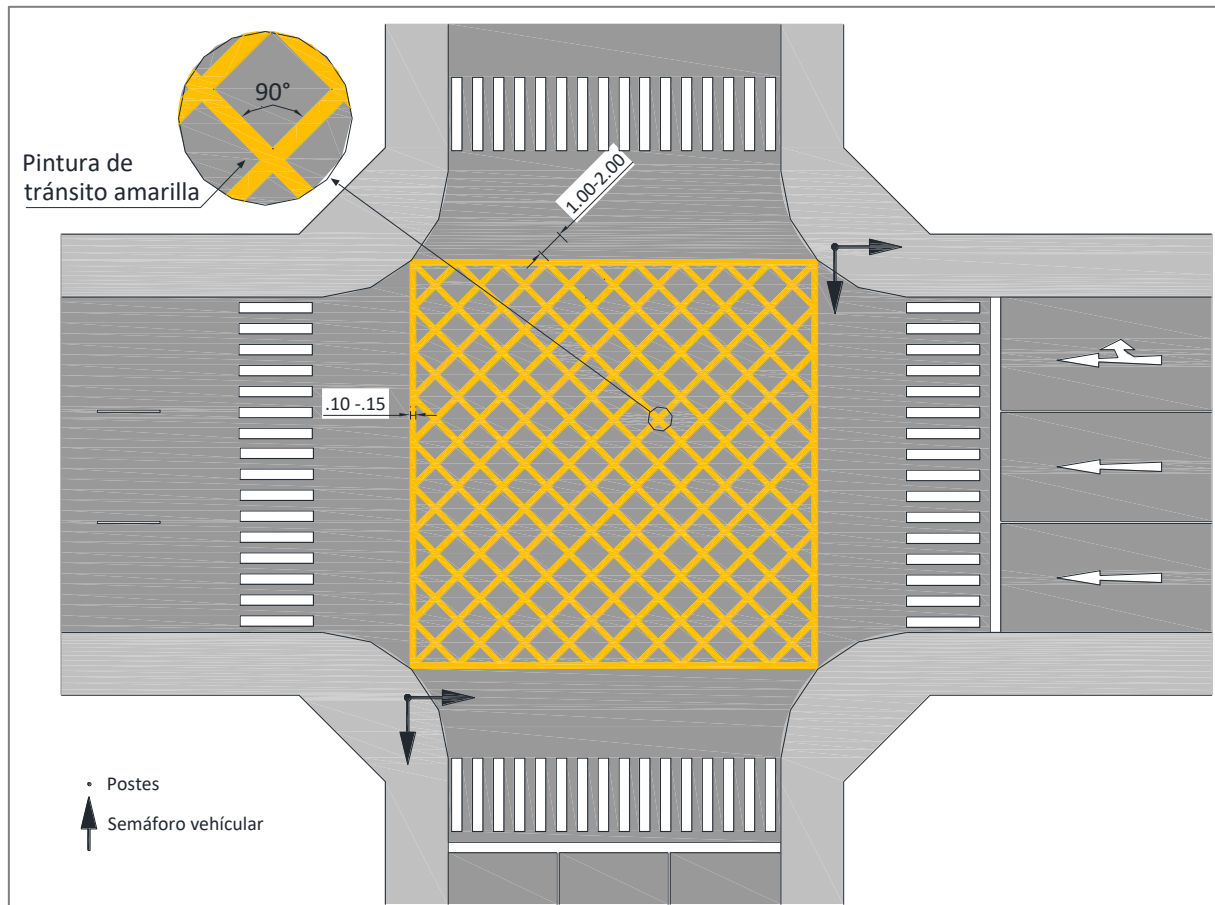 90°
Pintura de
tránsito amarilla
1.00-2.00
.10 -.15
Postes
Semáforo vehícular